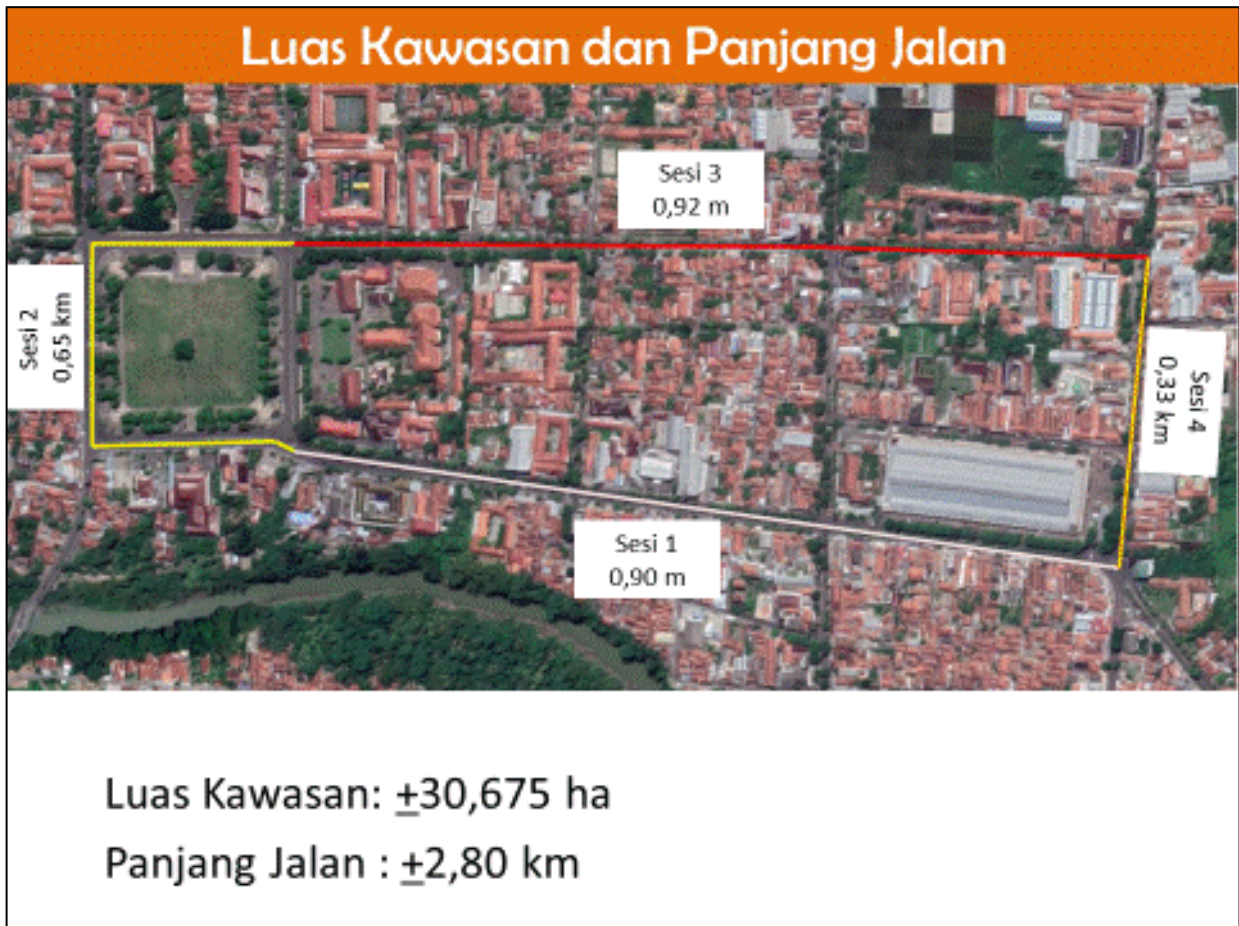 Luas Kawasan dan Panjang Jalan
Sesi 3
0,92 m
Sesi 2
0,65 km
Sesi 4
0,33 km
Sesi 1
0,90 m
Luas Kawasan: ±30,675 ha
Panjang Jalan : ±2,80 km